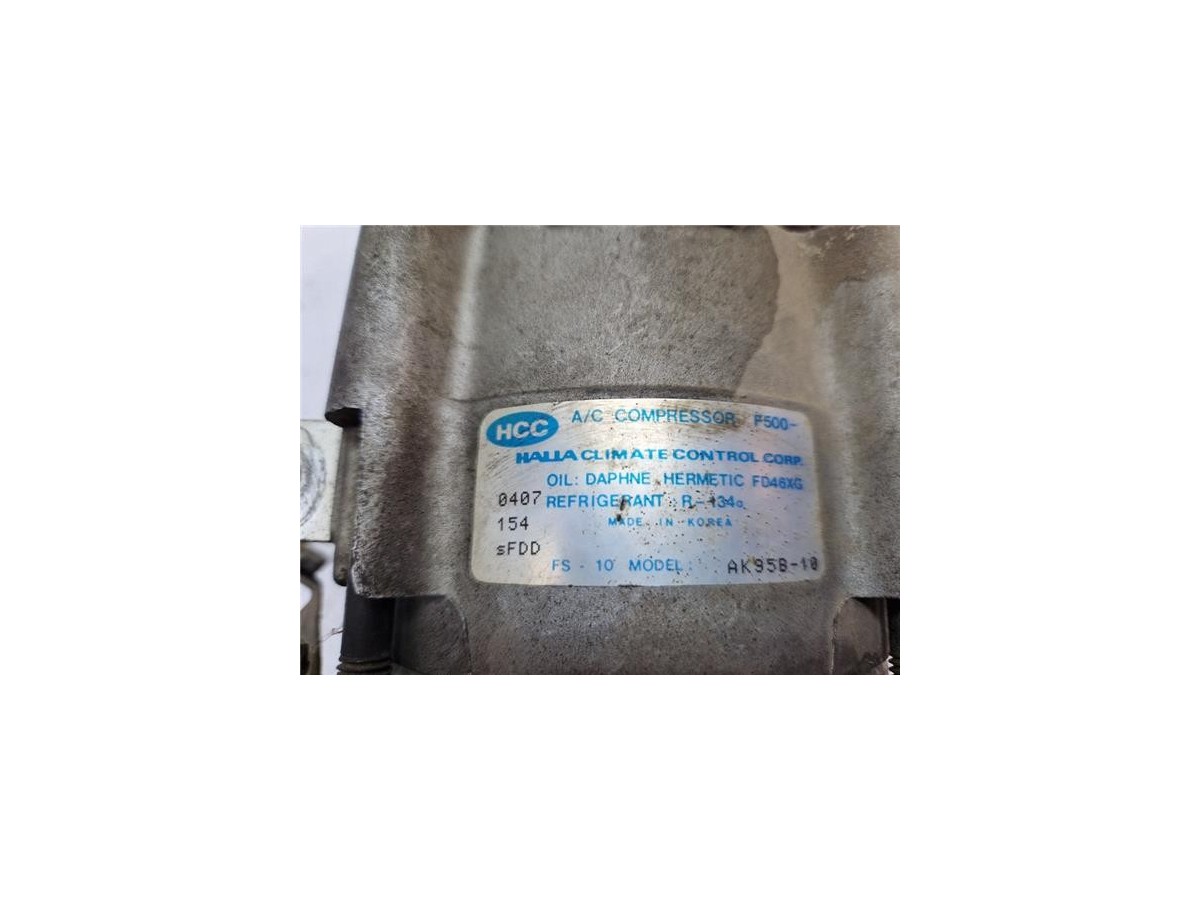 HCC A/C COMPRESSOR F500-
HALLA CLIMATE CONTROL CORP.
OIL: DAPHNE HERMETIC FD46XG
0407 REFRIGERANT R-134a
154 MADE IN KOREA
sFDD
FS - 10 MODEL: AK95B-10